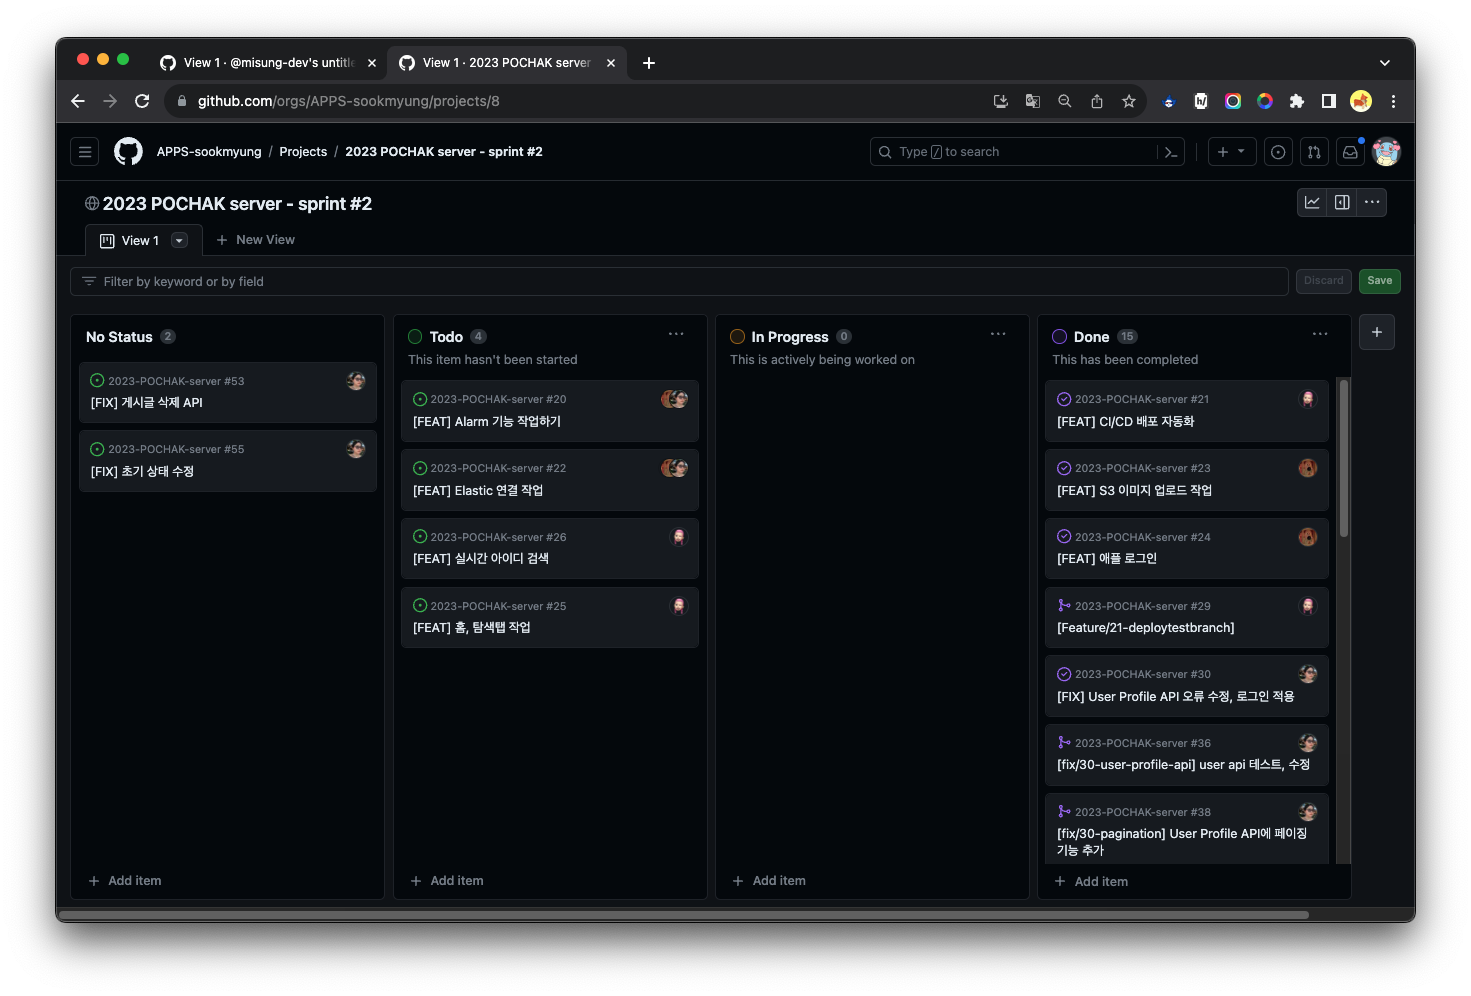 View 1 · @misung-dev's untitle
View 1 · 2023 POCHAK server
github.com/orgs/APPS-sookmyung/projects/8
APPS-sookmyung / Projects / 2023 POCHAK server - sprint #2
Type / to search
2023 POCHAK server - sprint #2
View 1
New View
Filter by keyword or by field
Discard
Save
No Status 2
2023-POCHAK-server #53
[FIX] 게시글 삭제 API
2023-POCHAK-server #55
[FIX] 초기 상태 수정
Add item
Todo 4
This item hasn't been started
2023-POCHAK-server #20
[FEAT] Alarm 기능 작업하기
2023-POCHAK-server #22
[FEAT] Elastic 연결 작업
2023-POCHAK-server #26
[FEAT] 실시간 아이디 검색
2023-POCHAK-server #25
[FEAT] 홈, 탐색탭 작업
Add item
In Progress 0
This is actively being worked on
Add item
Done 15
This has been completed
2023-POCHAK-server #21
[FEAT] CI/CD 배포 자동화
2023-POCHAK-server #23
[FEAT] S3 이미지 업로드 작업
2023-POCHAK-server #24
[FEAT] 애플 로그인
2023-POCHAK-server #29
[Feature/21-deploytestbranch]
2023-POCHAK-server #30
[FIX] User Profile API 오류 수정, 로그인 적용
2023-POCHAK-server #36
[fix/30-user-profile-api] user api 테스트, 수정
2023-POCHAK-server #38
[fix/30-pagination] User Profile API에 페이징
기능 추가
Add item